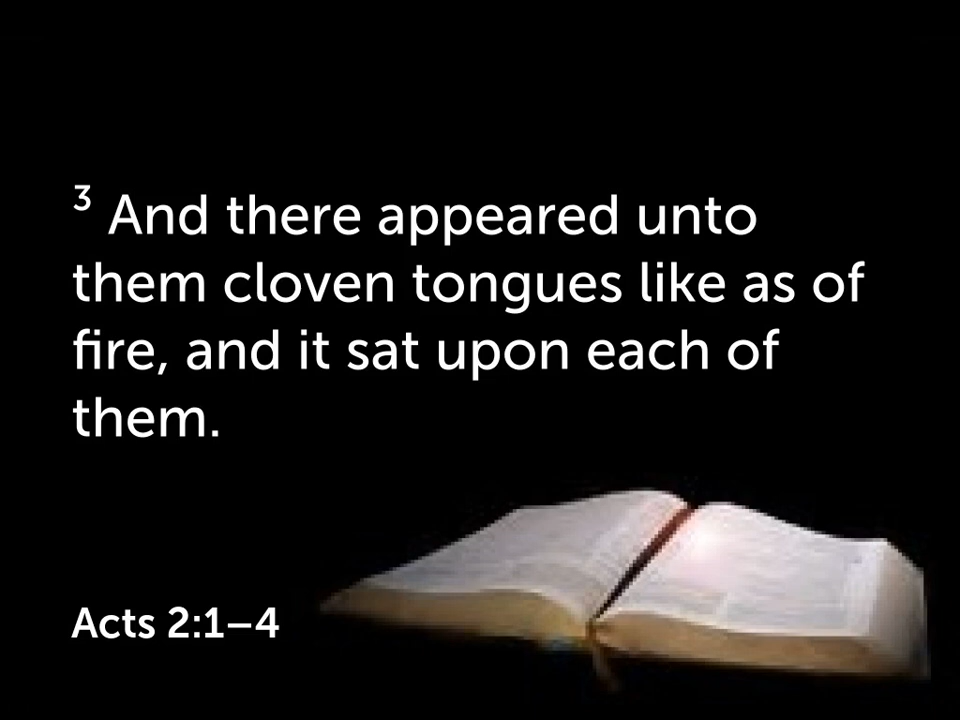 ³ And there appeared unto
them cloven tongues like as of
fire, and it sat upon each of
them.
Acts 2:1–4